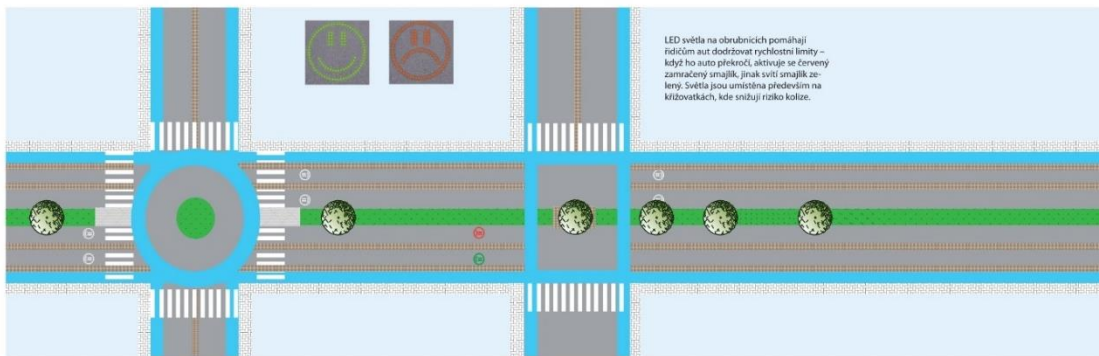 LED světla na obrubnicích pomáhají
řidičům aut dodržovat rychlostní limity –
když ho auto překročí, aktivuje se červený
zamračený smajlík, jinak svítí smajlík ze-
lený. Světla jsou umístěna především na
křižovatkách, kde snižují riziko kolize.